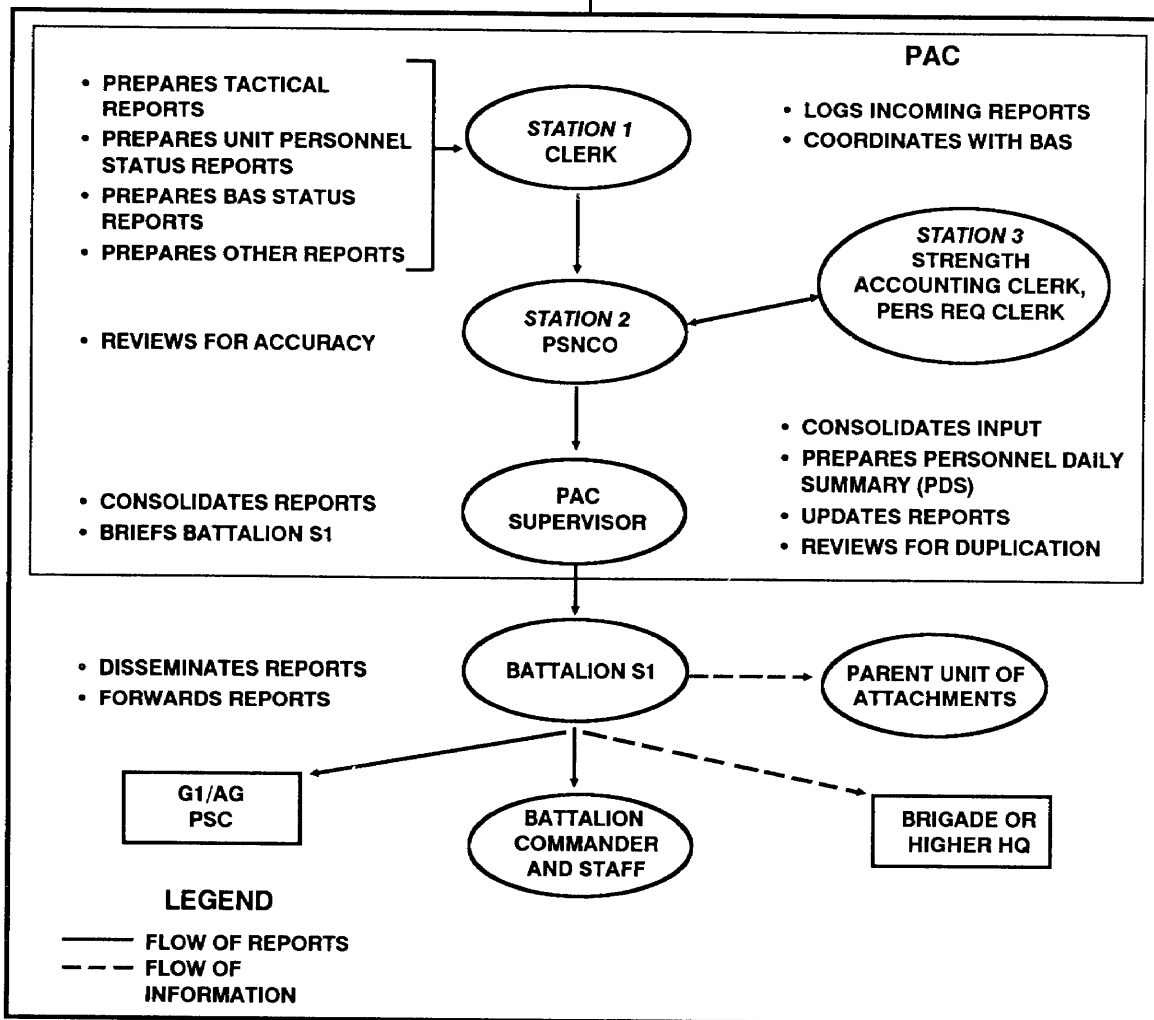 PAC
• PREPARES TACTICAL
REPORTS
• PREPARES UNIT PERSONNEL
STATUS REPORTS
• PREPARES BAS STATUS
REPORTS
• PREPARES OTHER REPORTS
STATION 1
CLERK
• LOGS INCOMING REPORTS
• COORDINATES WITH BAS
STATION 3
STRENGTH
ACCOUNTING CLERK,
PERS REQ CLERK
• REVIEWS FOR ACCURACY
STATION 2
PSNCO
• CONSOLIDATES INPUT
• PREPARES PERSONNEL DAILY
SUMMARY (PDS)
• UPDATES REPORTS
• REVIEWS FOR DUPLICATION
• CONSOLIDATES REPORTS
• BRIEFS BATTALION S1
PAC
SUPERVISOR
• DISSEMINATES REPORTS
• FORWARDS REPORTS
BATTALION S1
PARENT UNIT OF
ATTACHMENTS
G1/AG
PSC
BATTALION
COMMANDER
AND STAFF
BRIGADE OR
HIGHER HQ
LEGEND
FLOW OF REPORTS
FLOW OF
INFORMATION